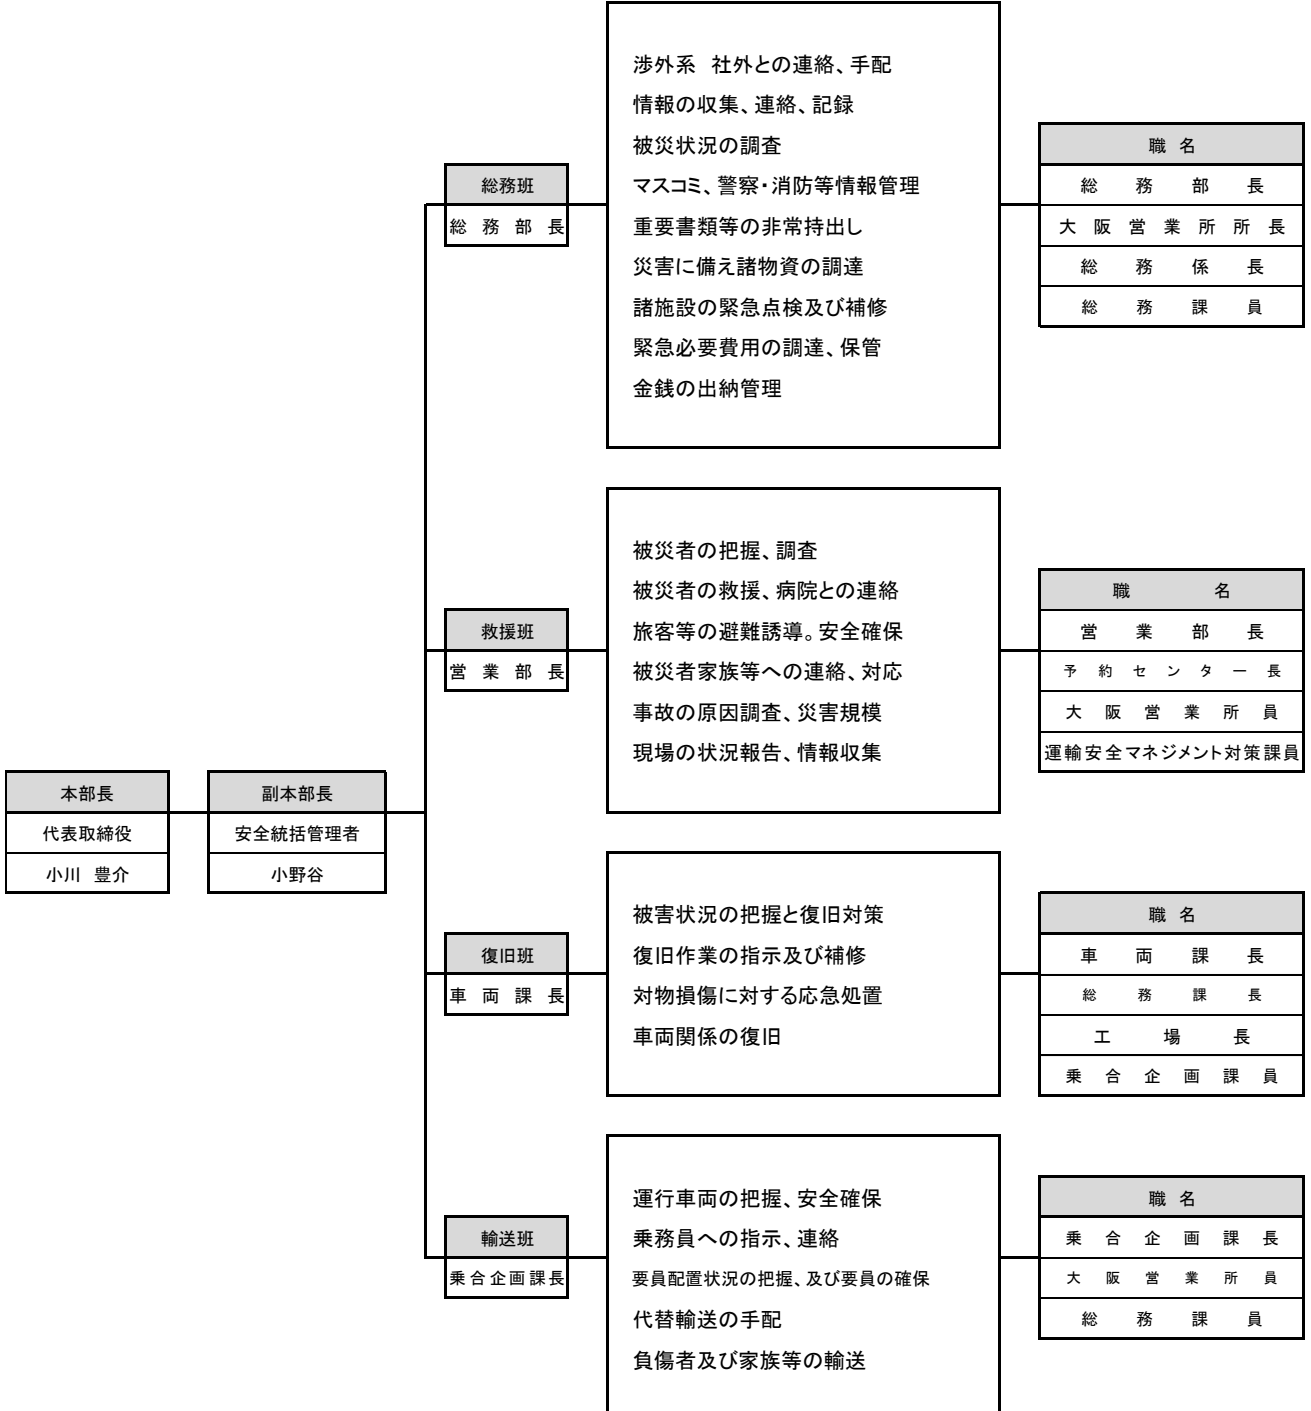 本部長
代表取締役
小川 豊介
副本部長
安全統括管理者
小野谷
総務班
総務部長
渉外系 社外との連絡、手配
情報の収集、連絡、記録
被災状況の調査
マスコミ、警察・消防等情報管理
重要書類等の非常持出し
災害に備え諸物資の調達
諸施設の緊急点検及び補修
緊急必要費用の調達、保管
金銭の出納管理
職名
総務部長
大阪営業所所長
総務係長
総務課員
救援班
営業部長
被災者の把握、調査
被災者の救援、病院との連絡
旅客等の避難誘導。安全確保
被災者家族等への連絡、対応
事故の原因調査、災害規模
現場の状況報告、情報収集
職名
営業部長
予約センター長
大阪営業所員
運輸安全マネジメント対策課員
復旧班
車両課長
被害状況の把握と復旧対策
復旧作業の指示及び補修
対物損傷に対する応急処置
車両関係の復旧
職名
車両課長
総務課長
工場長
乗合企画課員
輸送班
乗合企画課長
運行車両の把握、安全確保
乗務員への指示、連絡
要員配置状況の把握、及び要員の確保
代替輸送の手配
負傷者及び家族等の輸送
職名
乗合企画課長
大阪営業所員
総務課員